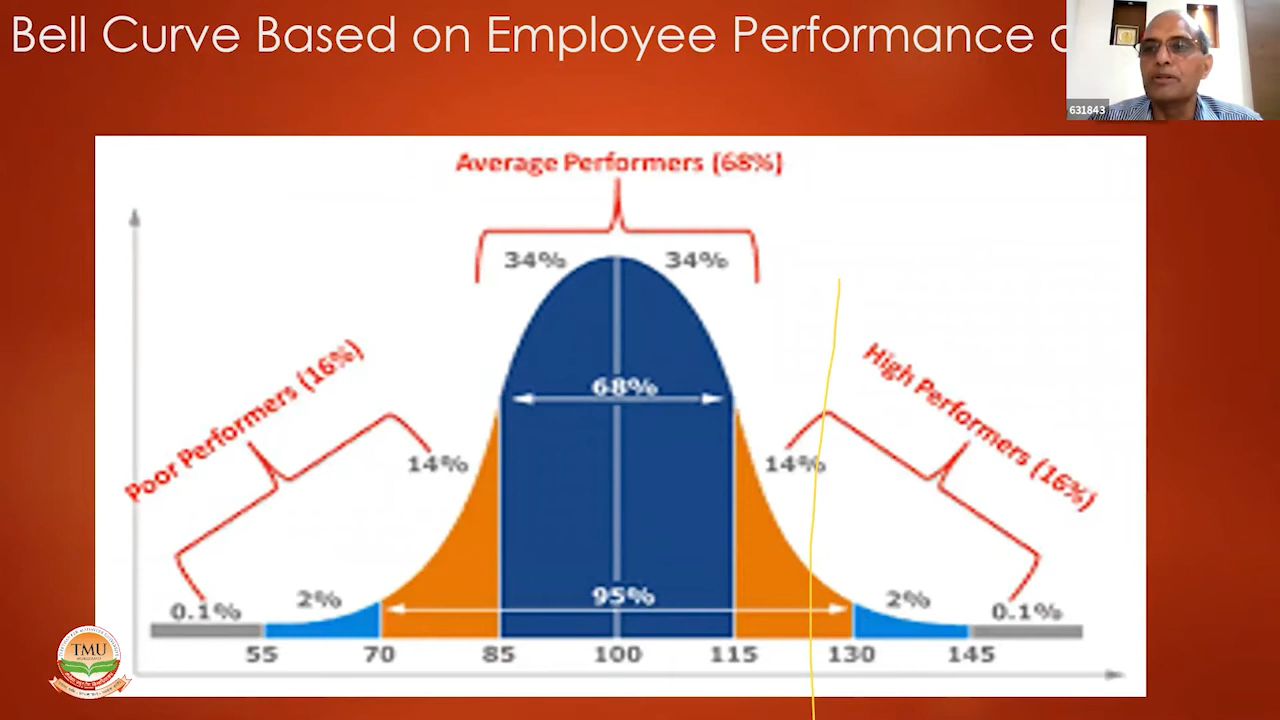 Bell Curve Based on Employee Performance
631843
Average Performers (68%)
34% 34%
Poor Performers (16%)
High Performers (16%)
68%
14% 14%
95%
0.1% 2% 2% 0.1%
55 70 85 100 115 130 145
TMU